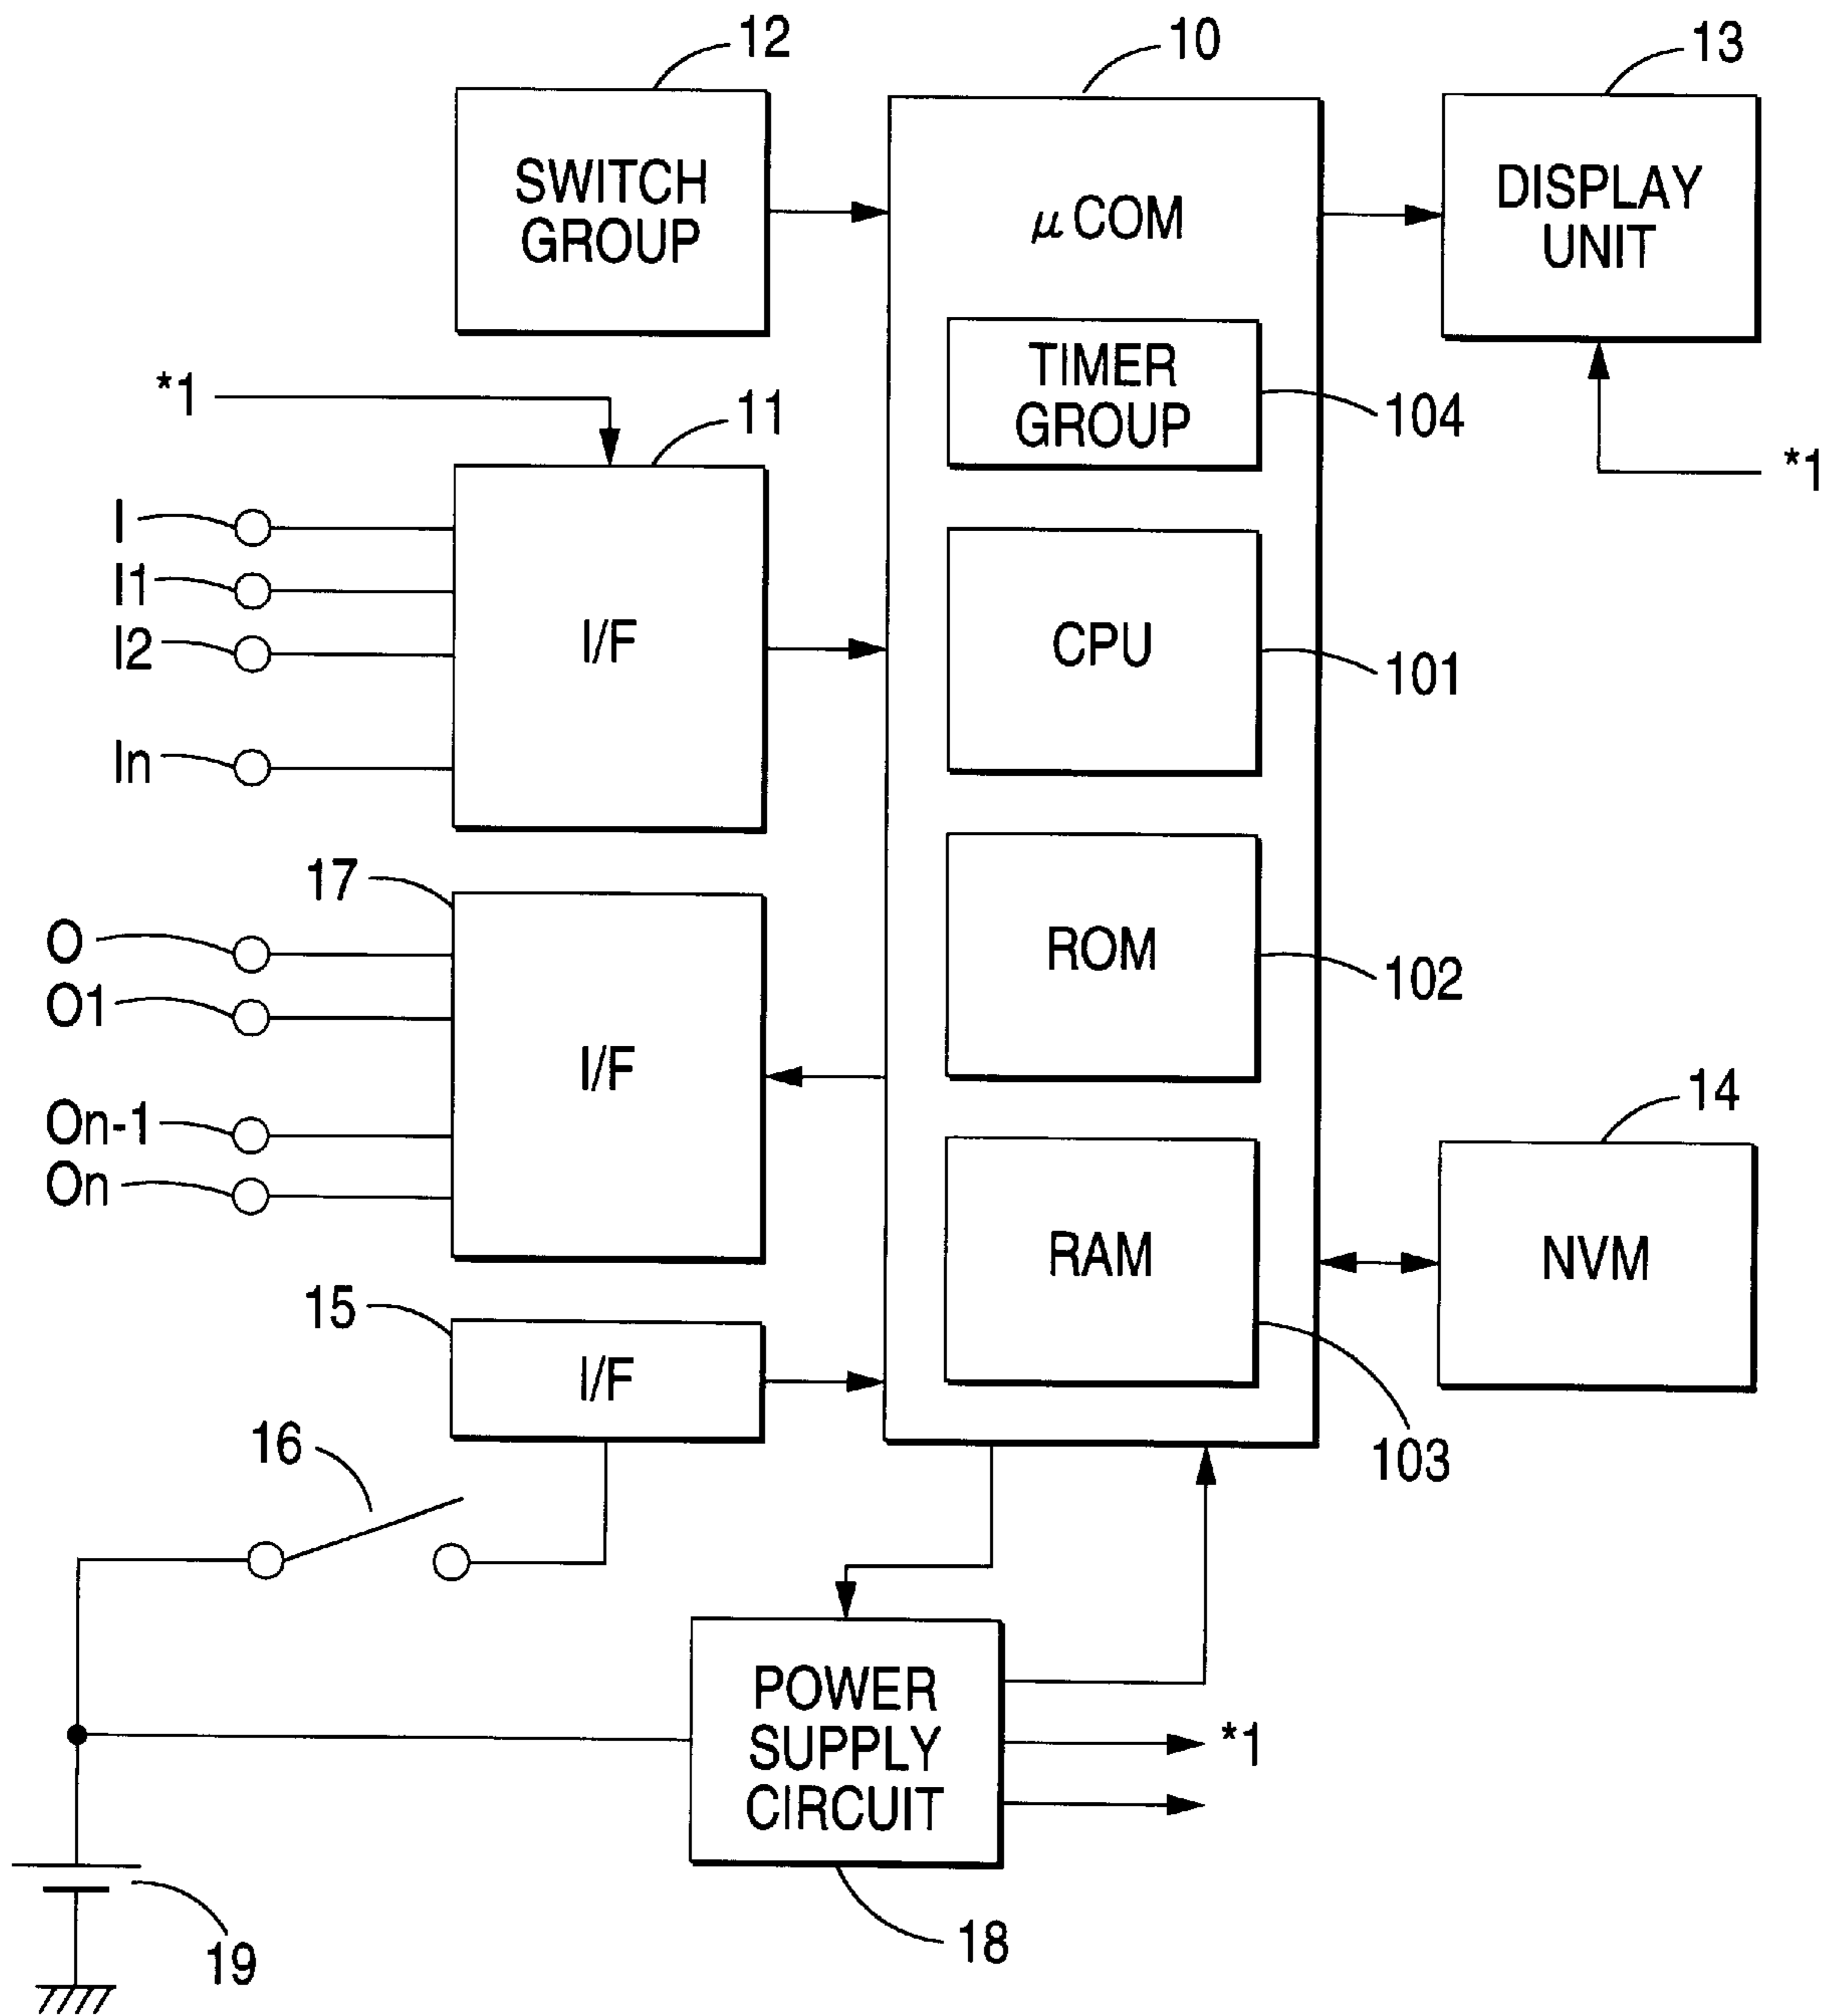 12
10
13
SWITCH
GROUP
μCOM
DISPLAY
UNIT
TIMER
GROUP
104
*1
11
*1
I
I1
I2
In
I/F
CPU
101
17
O
O1
On-1
On
I/F
ROM
102
14
RAM
NVM
15
I/F
103
16
POWER
SUPPLY
CIRCUIT
*1
18
19